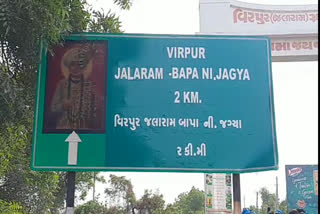 વિરપુર (જલારામ)
VIRPUR
JALARAM -BAPA NI,JAGYA
2 KM.
વિરપુર જલારામ બાપા ની. જગ્યા
૨ કી.મી